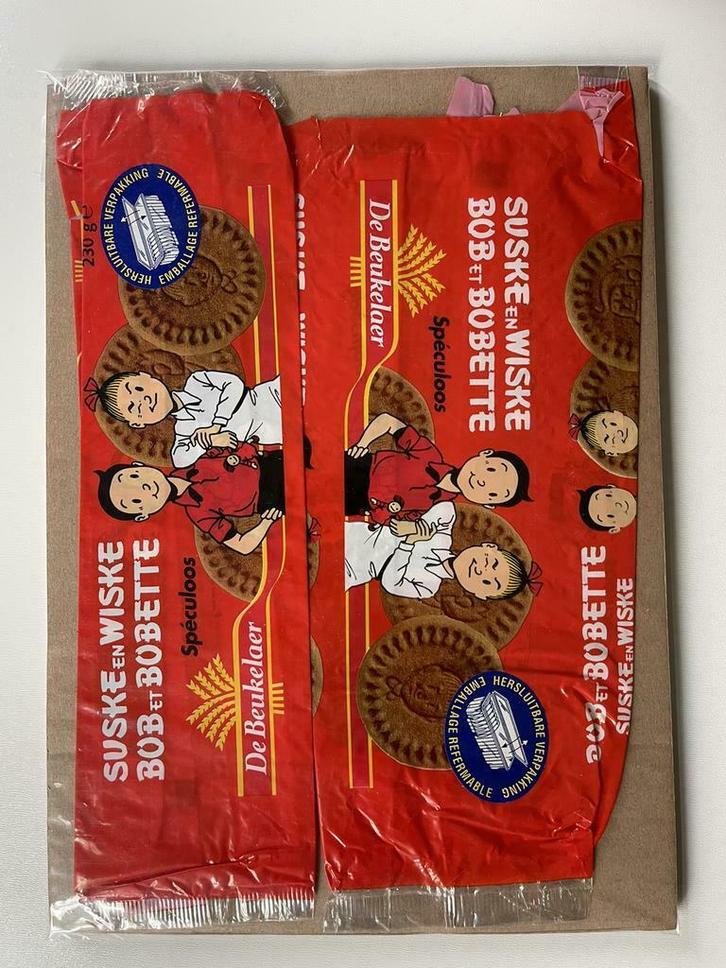 230 g e
HERSLUITBARE VERPAKKING
EMBALLAGE REFERMABLE
SUSKE EN WISKE
BOB ET BOBETTE
Spéculoos
De Beukelaer
De Beukelaer
Spéculoos
SUSKE EN WISKE
BOB ET BOBETTE
HERSLUITBARE VERPAKKING
EMBALLAGE REFERMABLE
BOB ET BOBETTE
SUSKE EN WISKE